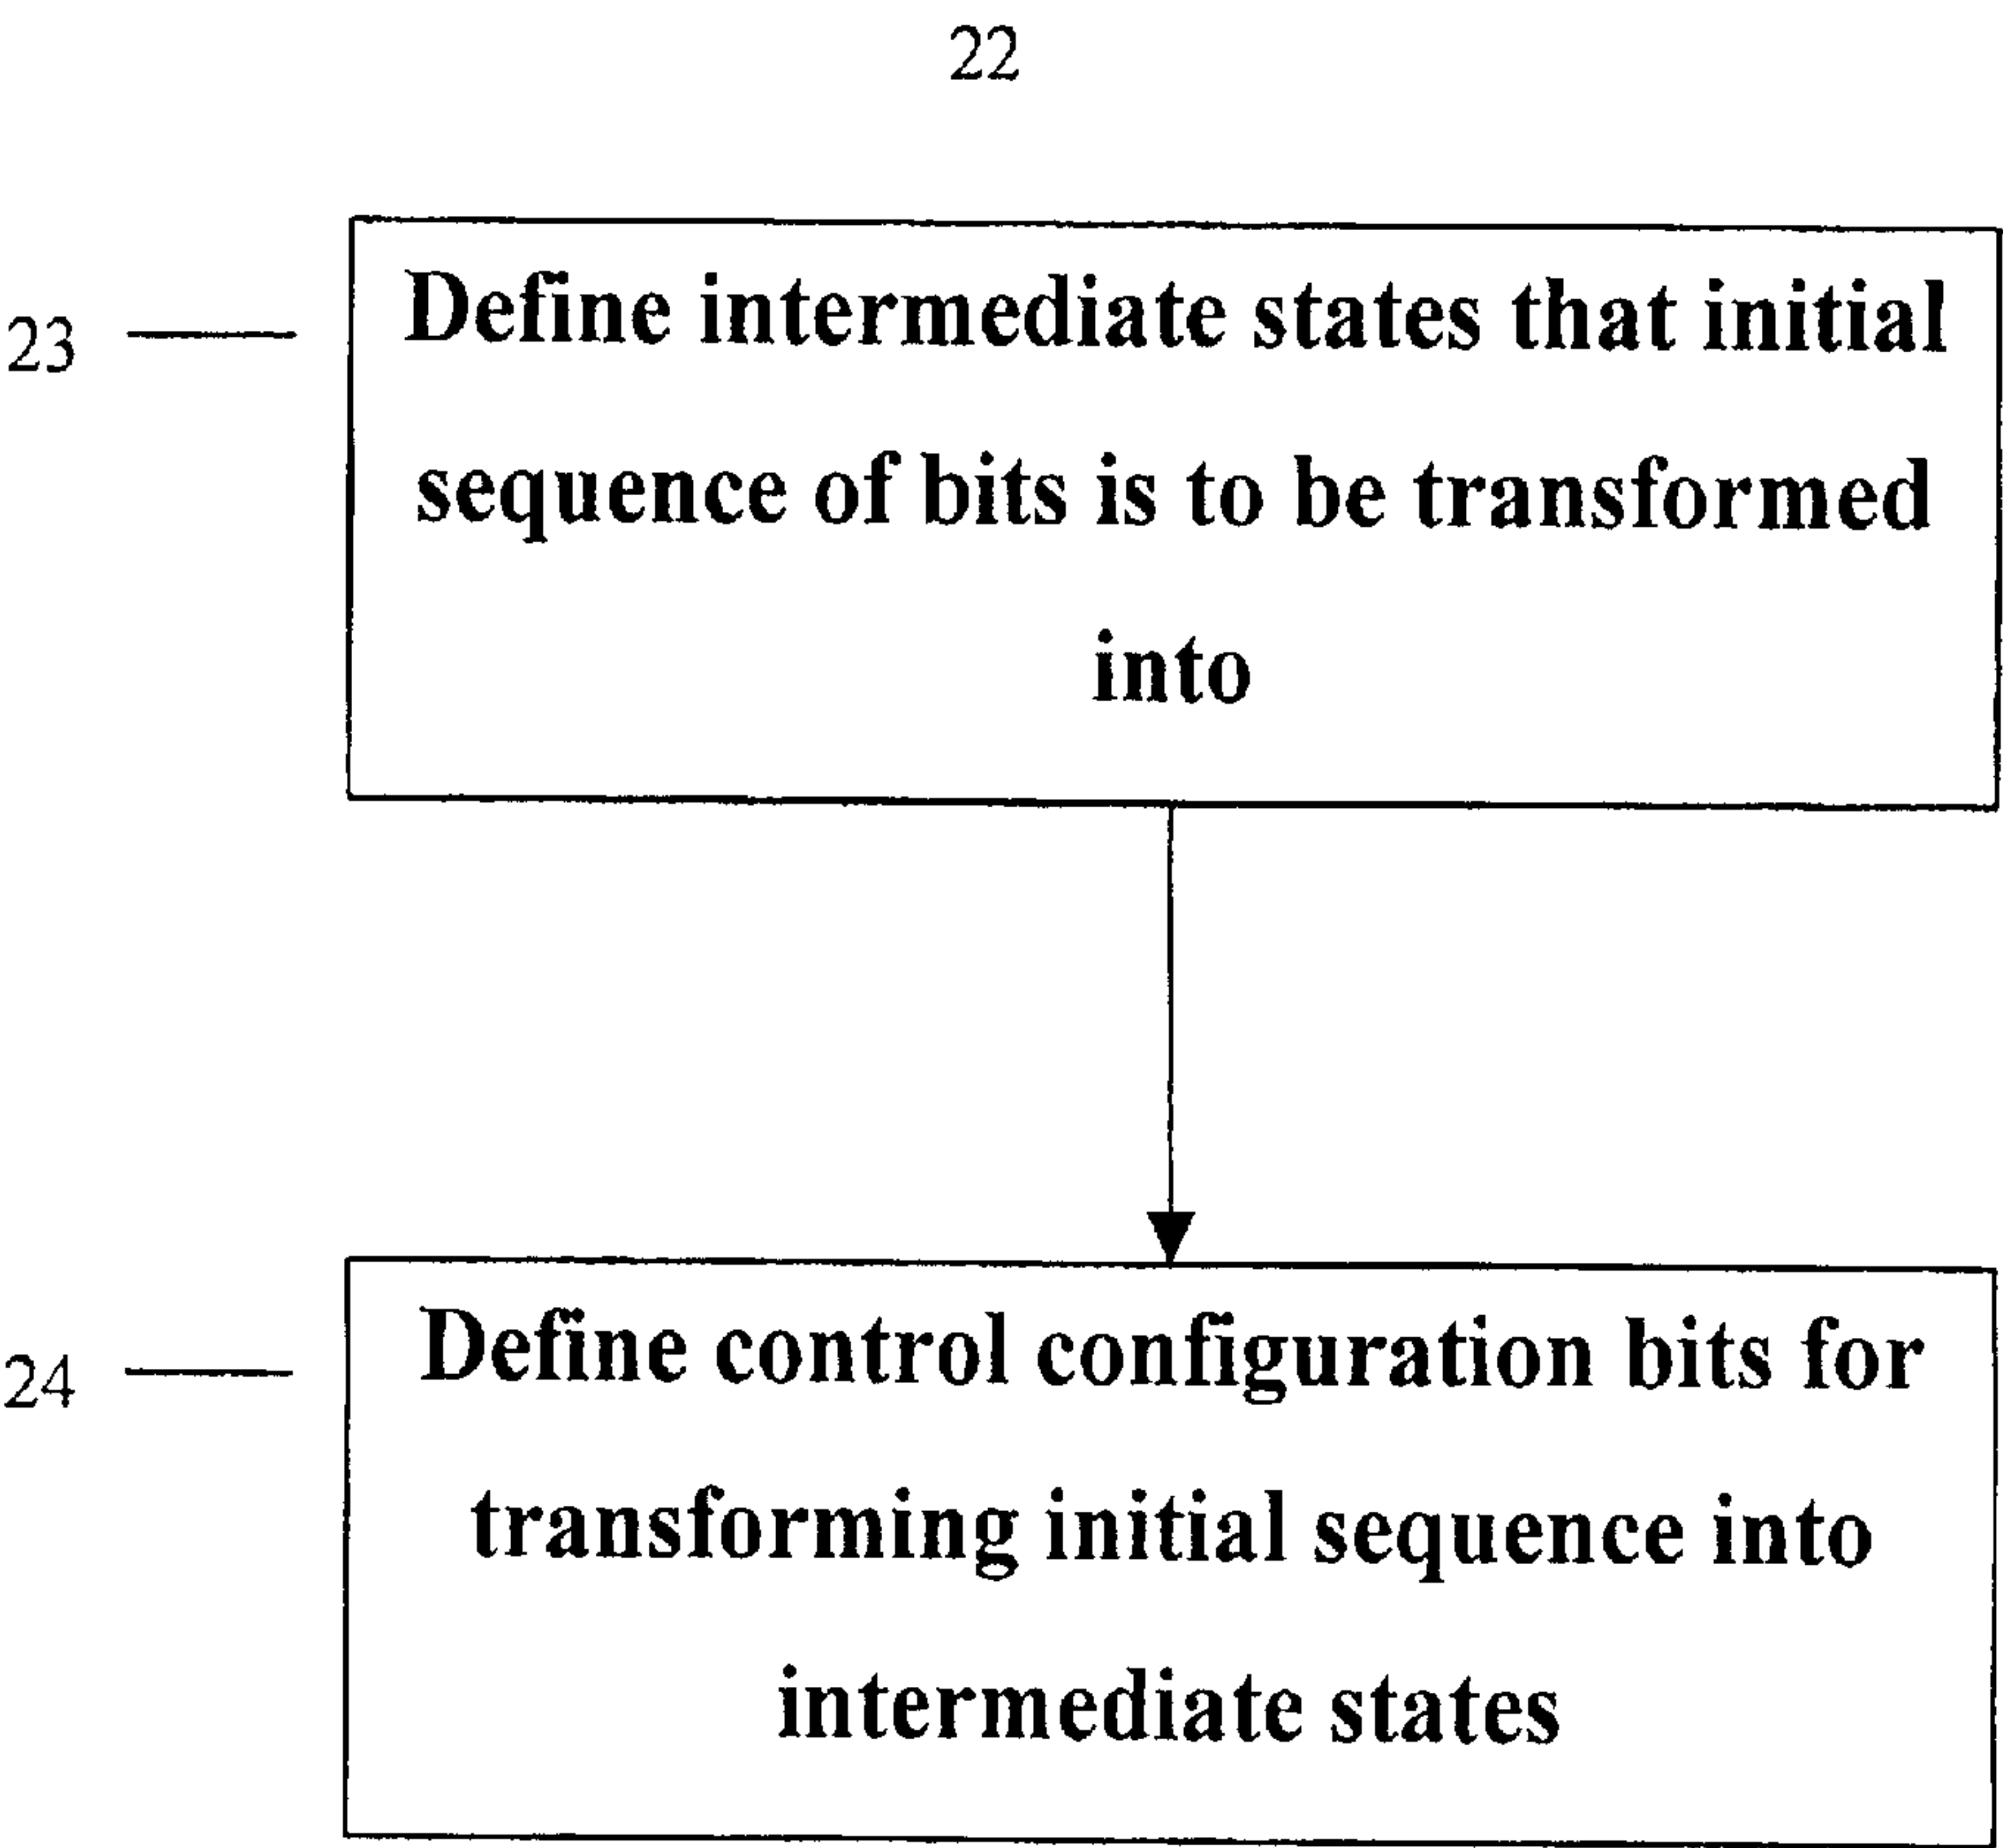 22
23
Define intermediate states that initial
sequence of bits is to be transformed
into
24
Define control configuration bits for
transforming initial sequence into
intermediate states